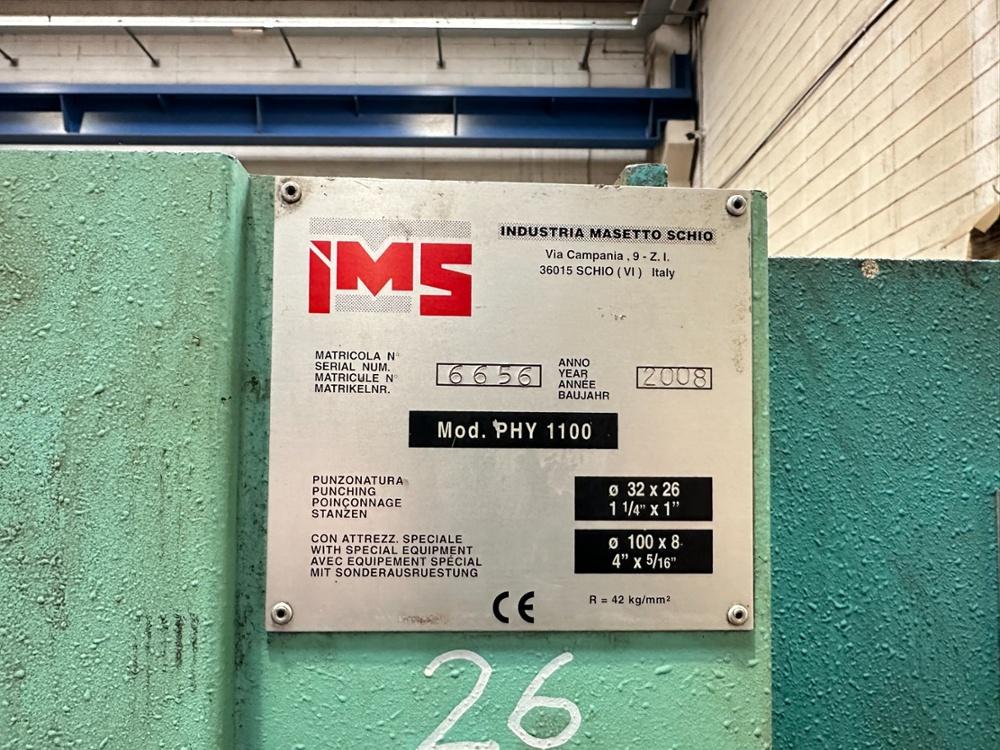 IMS
INDUSTRIA MASETTO SCHIO
Via Campania , 9 - Z. I.
36015 SCHIO ( VI ) Italy
MATRICOLA N°
SERIAL NUM.
MATRICULE N°
MATRIKELNR.
6656
ANNO
YEAR
ANNÉE
BAUJAHR
2008
Mod. PHY 1100
PUNZONATURA
PUNCHING
POINÇONNAGE
STANZEN
ø 32 x 26
1 1/4" x 1"
CON ATTREZZ. SPECIALE
WITH SPECIAL EQUIPMENT
AVEC EQUIPEMENT SPÉCIAL
MIT SONDERAUSRUESTUNG
ø 100 x 8
4" x 5/16"
CE
R = 42 kg/mm²
26